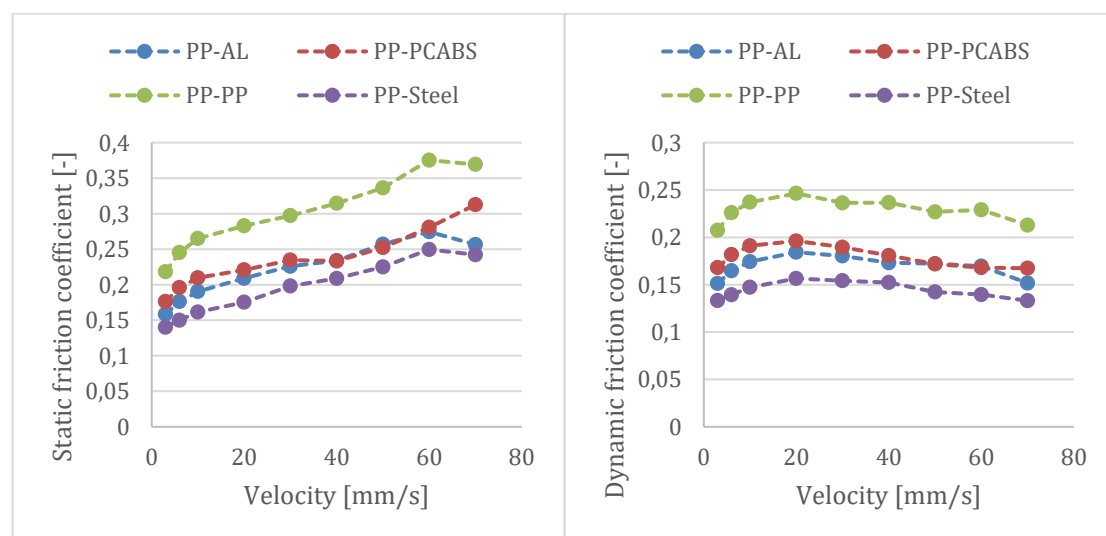 PP-AL PP-PCABS
PP-PP PP-Steel
Static friction coefficient [-]
0,4
0,35
0,3
0,25
0,2
0,15
0,1
0,05
0
0 20 40 60 80
Velocity [mm/s]
PP-AL PP-PCABS
PP-PP PP-Steel
Dynamic friction coefficient [-]
0,3
0,25
0,2
0,15
0,1
0,05
0
0 20 40 60 80
Velocity [mm/s]